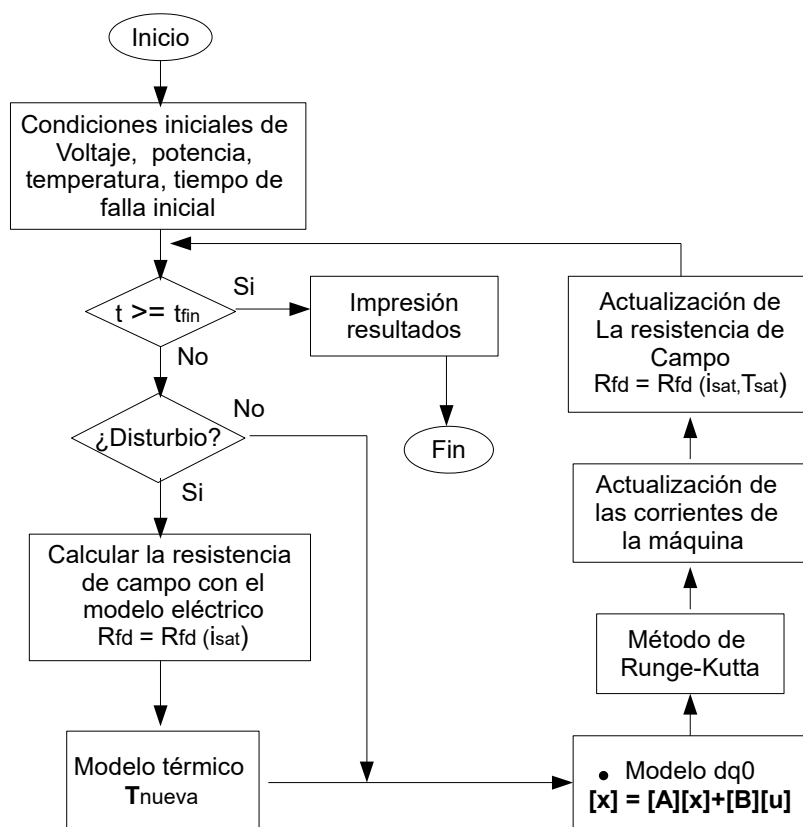 Inicio
Condiciones iniciales de
Voltaje, potencia,
temperatura, tiempo de
falla inicial
t >= tfin
Si
No
Impresión
resultados
Fin
¿Disturbio?
No
Si
Calcular la resistencia
de campo con el
modelo eléctrico
Rfd = Rfd (isat)
Modelo térmico
Tnueva
• Modelo dq0
[x] = [A][x]+[B][u]
Método de
Runge-Kutta
Actualización de
las corrientes de
la máquina
Actualización de
La resistencia de
Campo
Rfd = Rfd (isat,Tsat)